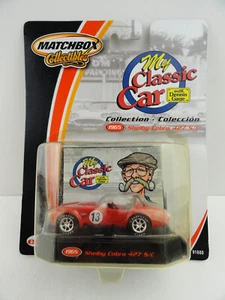 MATCHBOX
Collectibles
My
Classic
Car
with
Dennis Gage
Collection · Colección
1965 Shelby Cobra 427 S/C
My
Classic
Car
13
1965 Shelby Cobra 427 S/C